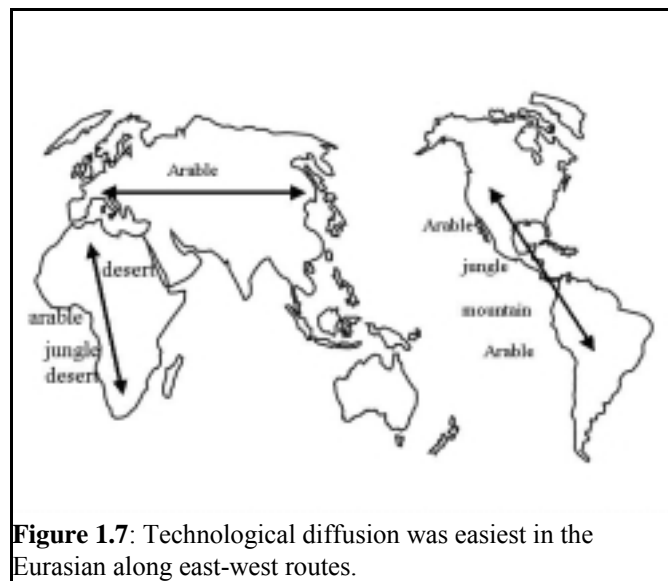 Arable
desert
arable
jungle
desert
Arable
jungle
mountain
Arable
Figure 1.7: Technological diffusion was easiest in the
Eurasian along east-west routes.